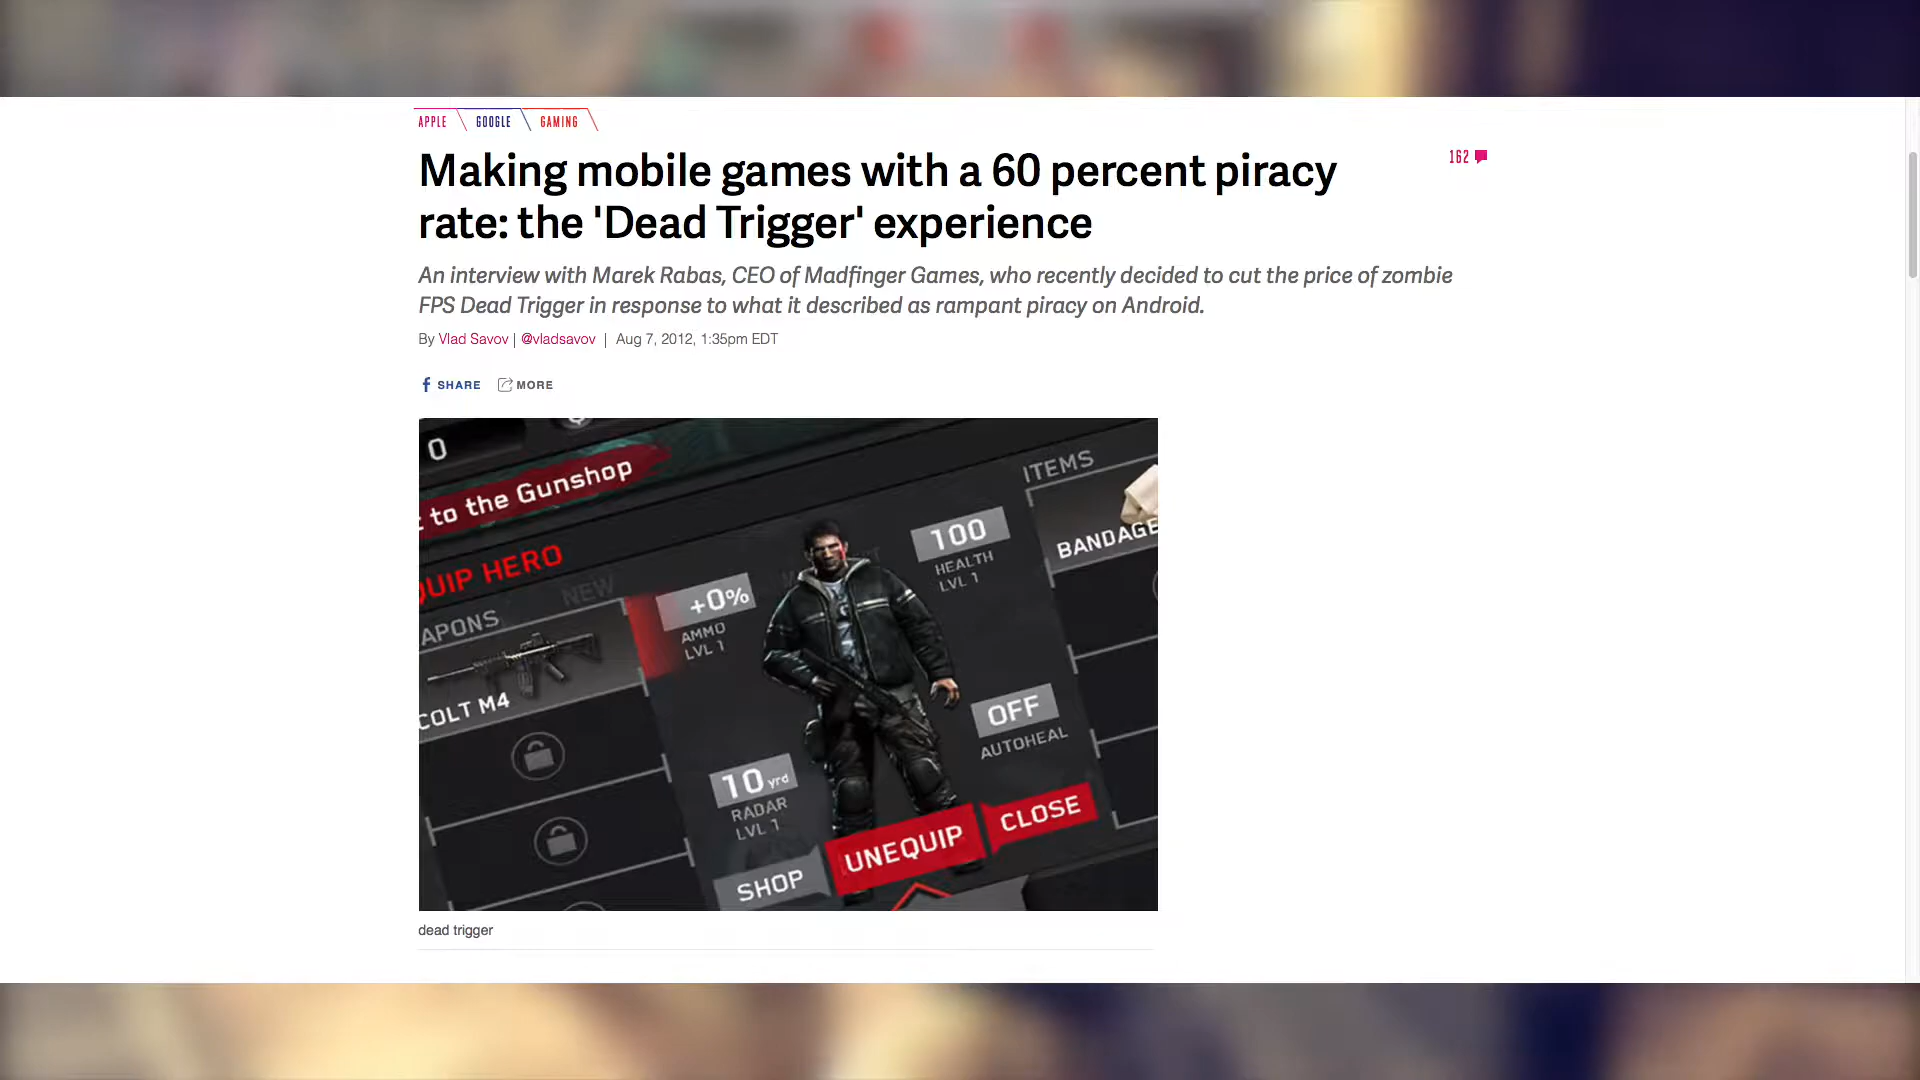 APPLE GOOGLE GAMING
162
Making mobile games with a 60 percent piracy
rate: the 'Dead Trigger' experience
An interview with Marek Rabas, CEO of Madfinger Games, who recently decided to cut the price of zombie
FPS Dead Trigger in response to what it described as rampant piracy on Android.
By Vlad Savov | @vladsavov | Aug 7, 2012, 1:35pm EDT
SHARE MORE
0
to the Gunshop
ITEMS
BANDAGE
UIP HERO
NEW
APONS
COLT M4
+0%
AMMO
LVL 1
100
HEALTH
LVL 1
OFF
AUTOHEAL
10 yrd
RADAR
LVL 1
SHOP
UNEQUIP
CLOSE
dead trigger